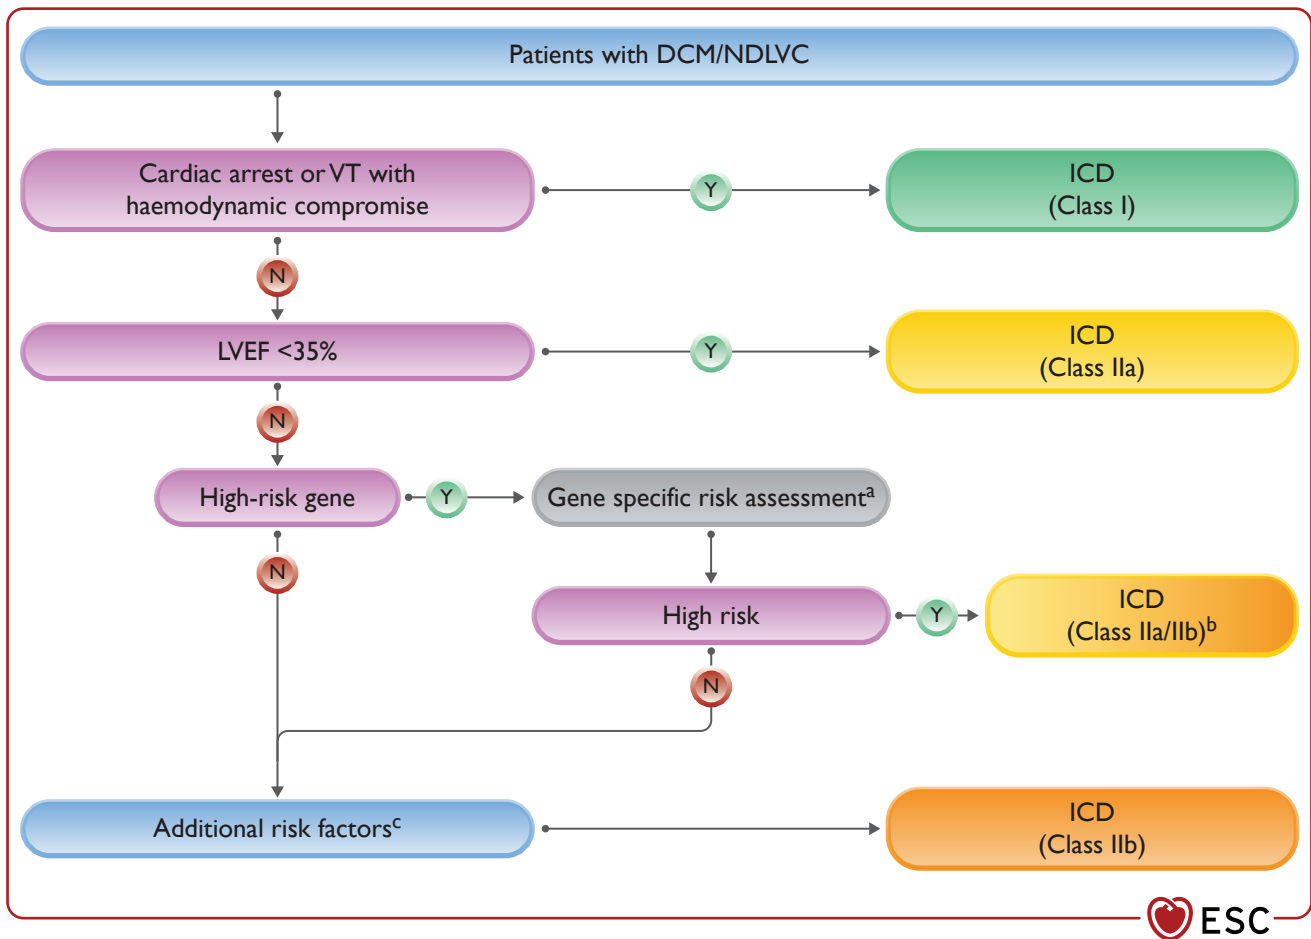 Patients with DCM/NDLVC
Cardiac arrest or VT with
haemodynamic compromise
Y
ICD
(Class I)
N
LVEF <35%
Y
ICD
(Class IIa)
N
High-risk gene
Y
Gene specific risk assessmentᵃ
N
High risk
Y
ICD
(Class IIa/IIb)ᵇ
N
Additional risk factorsᶜ
ICD
(Class IIb)
ESC